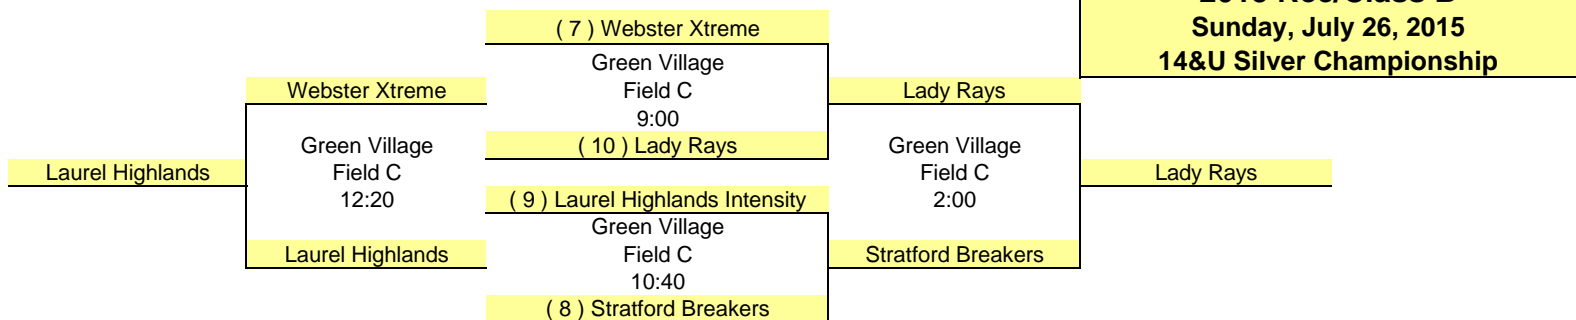 Sunday, July 26, 2015
14&U Silver Championship
( 7 ) Webster Xtreme
Green Village
Field C
9:00
( 10 ) Lady Rays
Webster Xtreme
Green Village
Field C
12:20
Laurel Highlands
Laurel Highlands
( 9 ) Laurel Highlands Intensity
Green Village
Field C
10:40
( 8 ) Stratford Breakers
Lady Rays
Green Village
Field C
2:00
Stratford Breakers
Lady Rays